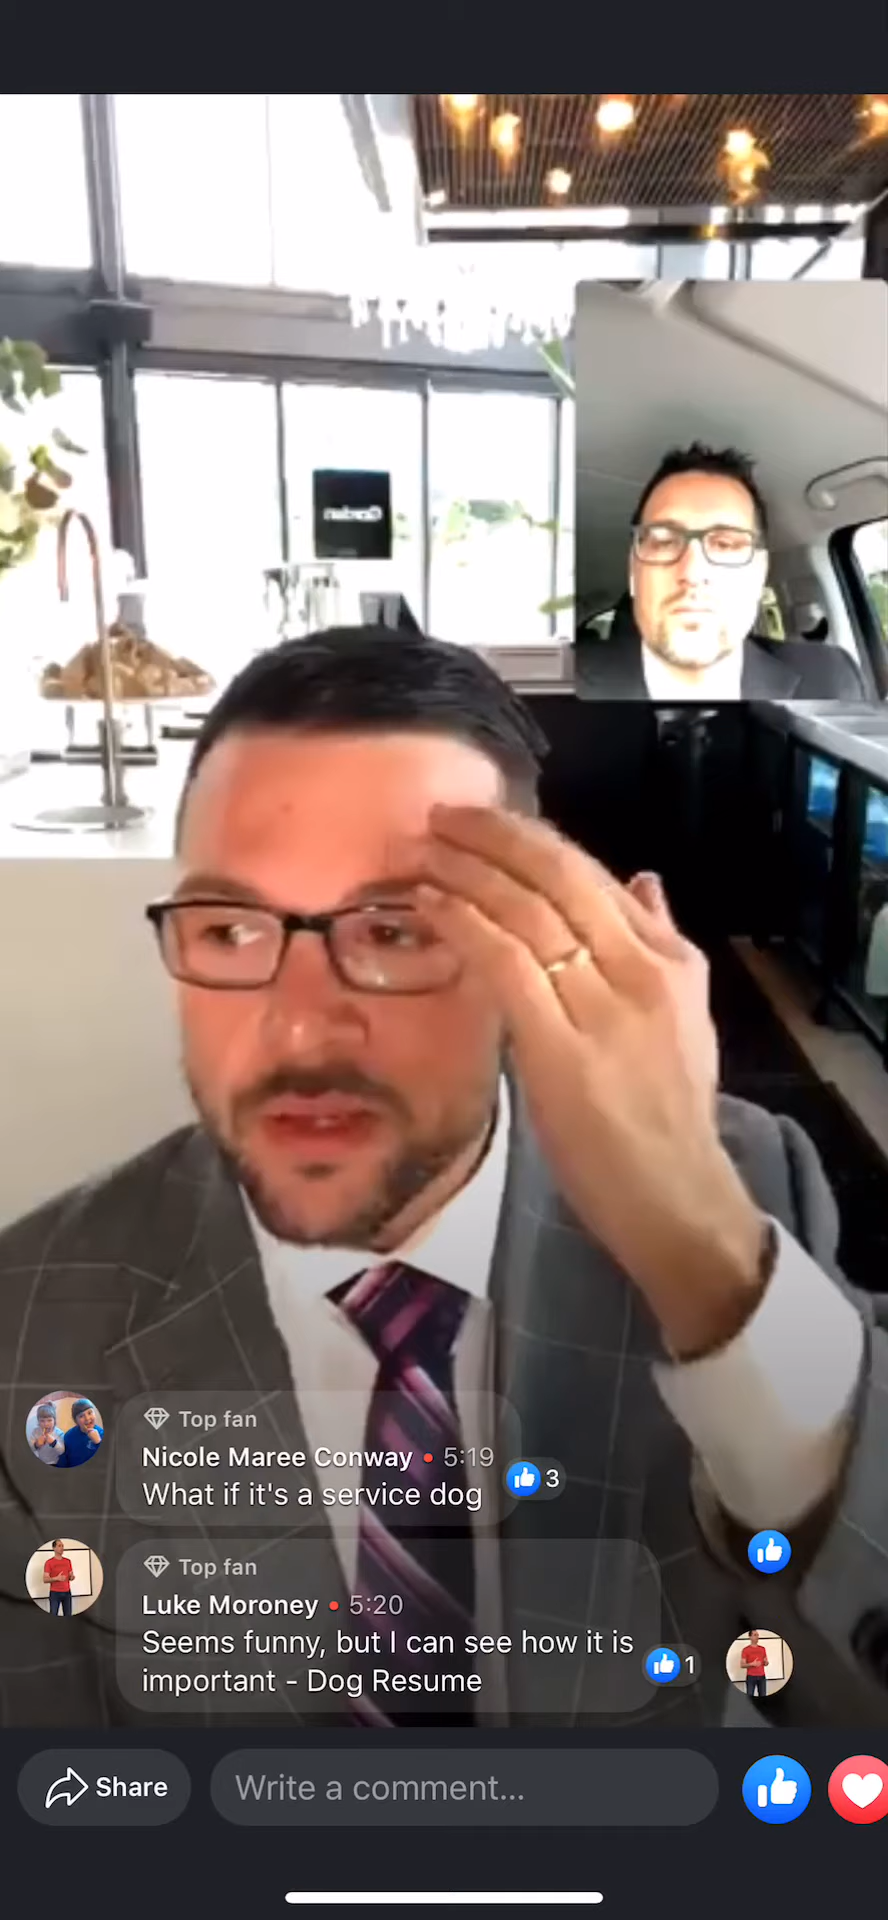 Top fan
Nicole Maree Conway • 5:19
What if it's a service dog
3
Top fan
Luke Moroney • 5:20
Seems funny, but I can see how it is
important - Dog Resume
1
Share
Write a comment...